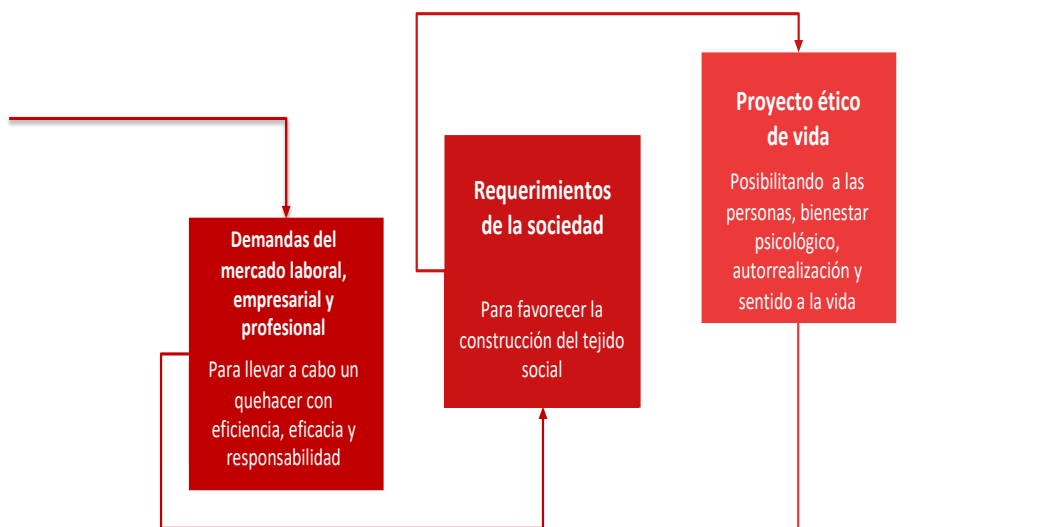 Demandas del
mercado laboral,
empresarial y
profesional
Para llevar a cabo un
quehacer con
eficiencia, eficacia y
responsabilidad
Requerimientos
de la sociedad
Para favorecer la
construcción del tejido
social
Proyecto ético
de vida
Posibilitando a las
personas, bienestar
psicológico,
autorrealización y
sentido a la vida